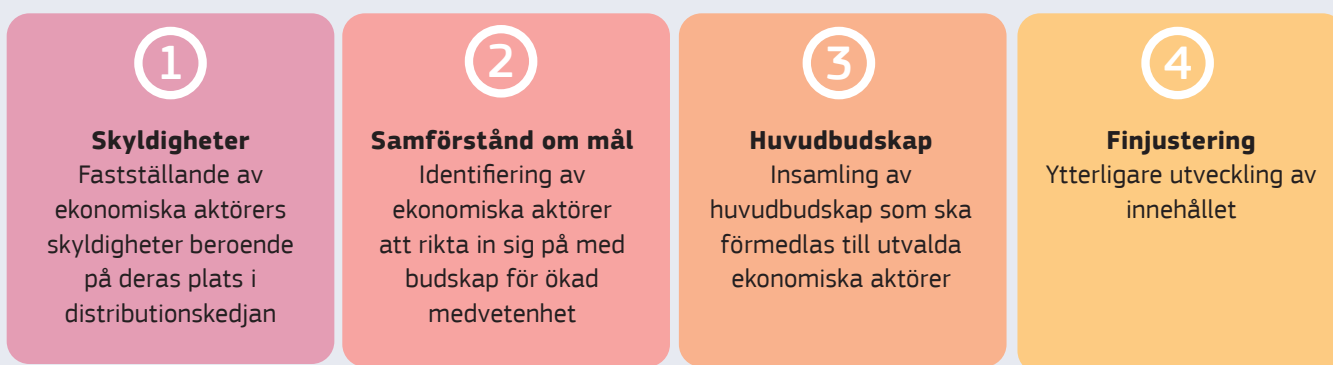 1
Skyldigheter
Fastställande av
ekonomiska aktörers
skyldigheter beroende
på deras plats i
distributionskedjan
2
Samförstånd om mål
Identifiering av
ekonomiska aktörer
att rikta in sig på med
budskap för ökad
medvetenhet
3
Huvudbudskap
Insamling av
huvudbudskap som ska
förmedlas till utvalda
ekonomiska aktörer
4
Finjustering
Ytterligare utveckling av
innehållet